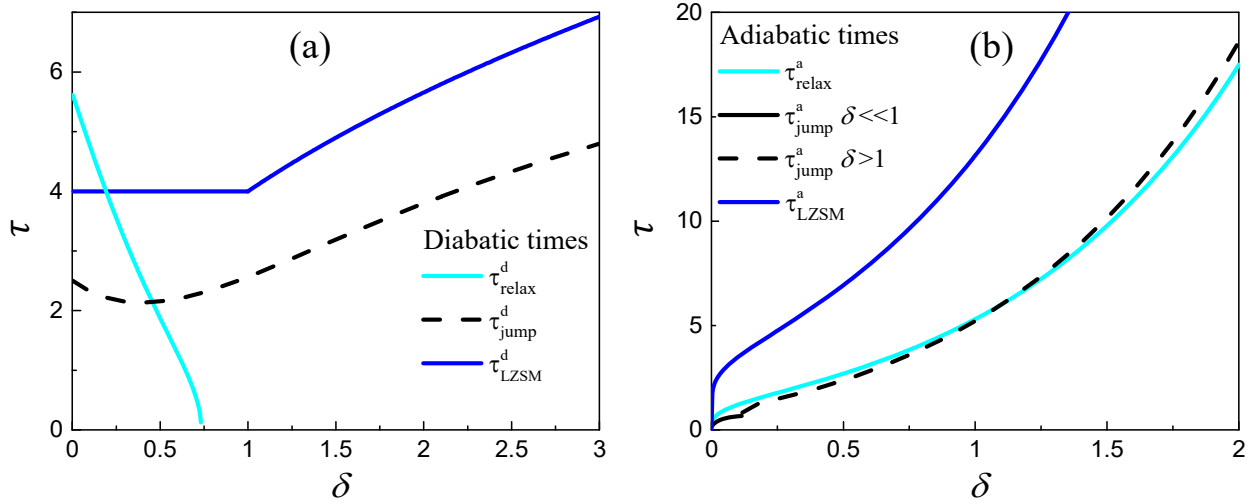 (a)
6
4
2
0
τ
0
0.5
1
1.5
2
2.5
3
δ
Diabatic times
τ^d_relax
τ^d_jump
τ^d_LZSM
(b)
20
15
10
5
0
τ
0
0.5
1
1.5
2
δ
Adiabatic times
τ^a_relax
τ^a_jump δ<<1
τ^a_jump δ>1
τ^a_LZSM